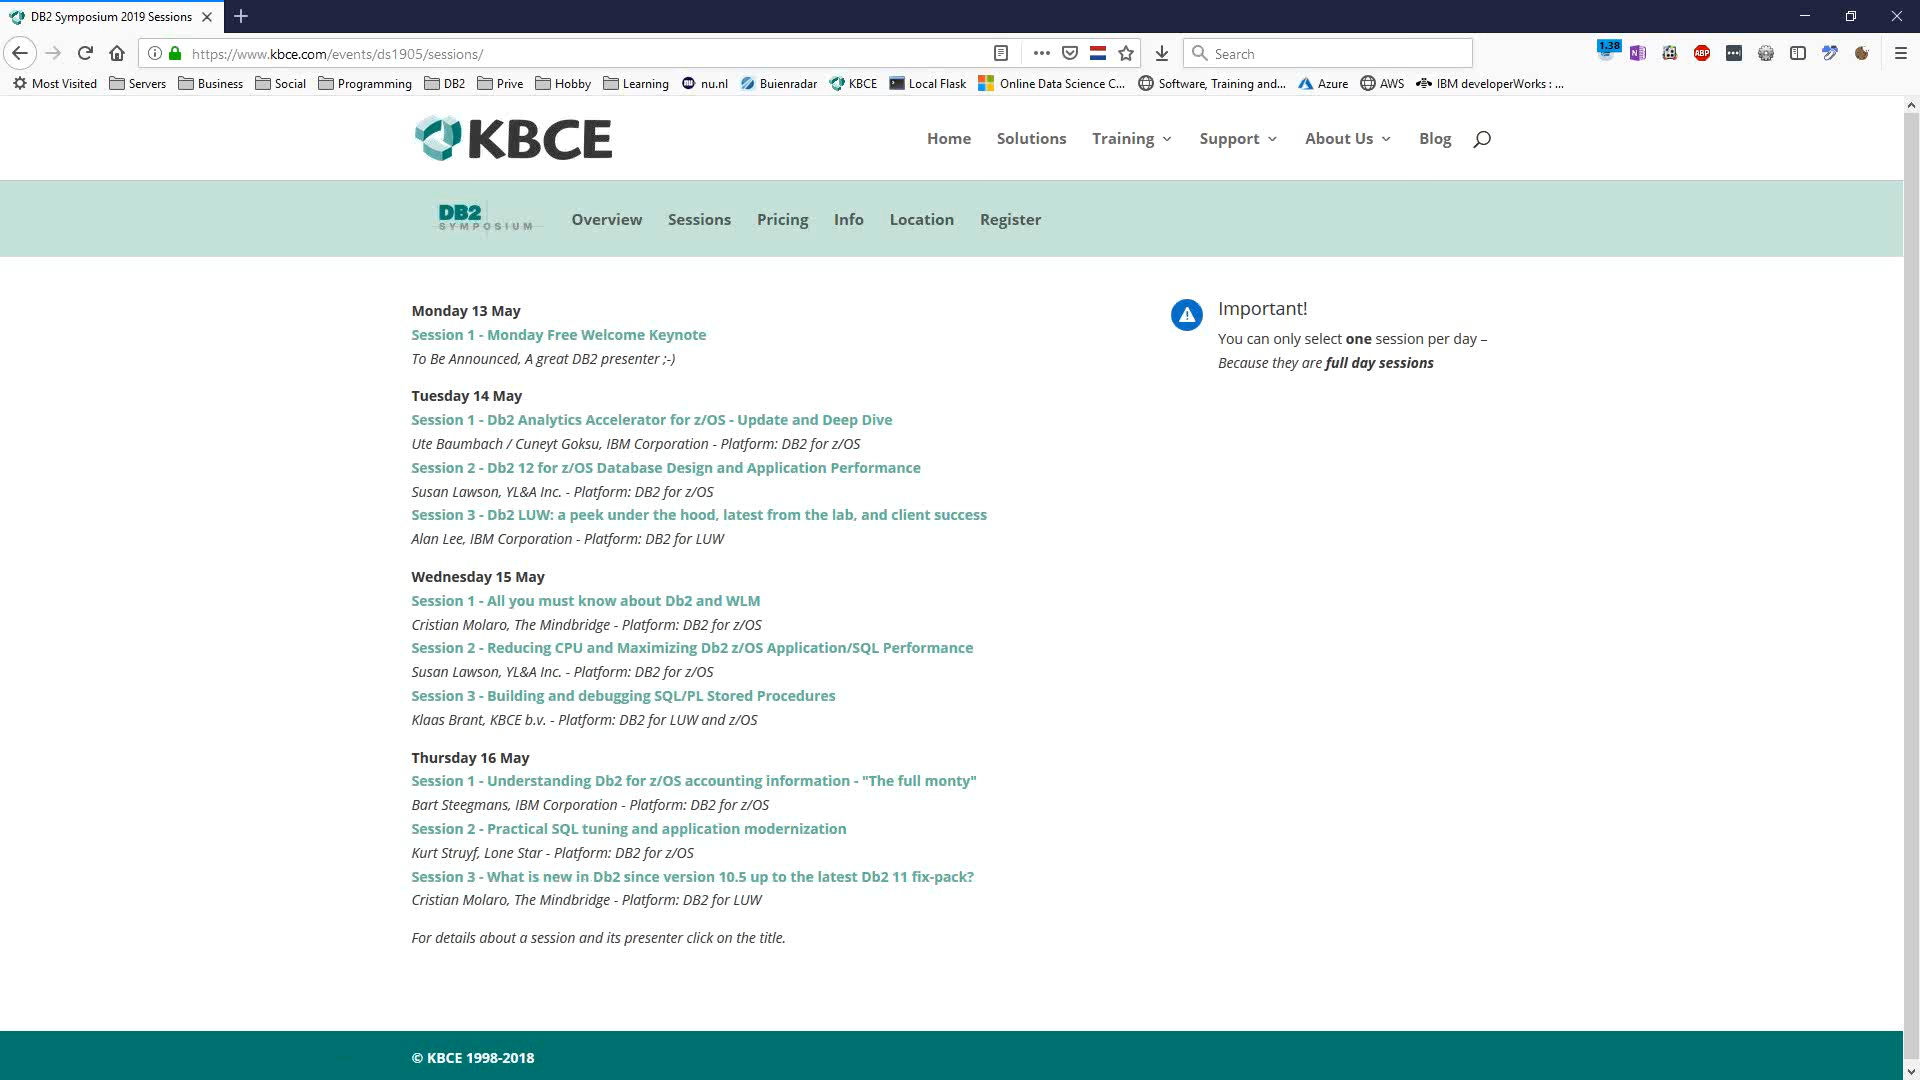 DB2 Symposium 2019 Sessions
https://www.kbce.com/events/ds1905/sessions/
Search
1.38
ABP
Most Visited
Servers
Business
Social
Programming
DB2
Prive
Hobby
Learning
nu.nl
Buienradar
KBCE
Local Flask
Online Data Science C...
Software, Training and...
Azure
AWS
IBM developerWorks : ...
KBCE
Home
Solutions
Training
Support
About Us
Blog
DB2
SYMPOSIUM
Overview
Sessions
Pricing
Info
Location
Register
Monday 13 May
Session 1 - Monday Free Welcome Keynote
To Be Announced, A great DB2 presenter ;-)
Tuesday 14 May
Session 1 - Db2 Analytics Accelerator for z/OS - Update and Deep Dive
Ute Baumbach / Cuneyt Goksu, IBM Corporation - Platform: DB2 for z/OS
Session 2 - Db2 12 for z/OS Database Design and Application Performance
Susan Lawson, YL&A Inc. - Platform: DB2 for z/OS
Session 3 - Db2 LUW: a peek under the hood, latest from the lab, and client success
Alan Lee, IBM Corporation - Platform: DB2 for LUW
Wednesday 15 May
Session 1 - All you must know about Db2 and WLM
Cristian Molaro, The Mindbridge - Platform: DB2 for z/OS
Session 2 - Reducing CPU and Maximizing Db2 z/OS Application/SQL Performance
Susan Lawson, YL&A Inc. - Platform: DB2 for z/OS
Session 3 - Building and debugging SQL/PL Stored Procedures
Klaas Brant, KBCE b.v. - Platform: DB2 for LUW and z/OS
Thursday 16 May
Session 1 - Understanding Db2 for z/OS accounting information - "The full monty"
Bart Steegmans, IBM Corporation - Platform: DB2 for z/OS
Session 2 - Practical SQL tuning and application modernization
Kurt Struyf, Lone Star - Platform: DB2 for z/OS
Session 3 - What is new in Db2 since version 10.5 up to the latest Db2 11 fix-pack?
Cristian Molaro, The Mindbridge - Platform: DB2 for LUW
For details about a session and its presenter click on the title.
Important!
You can only select one session per day –
Because they are full day sessions
© KBCE 1998-2018